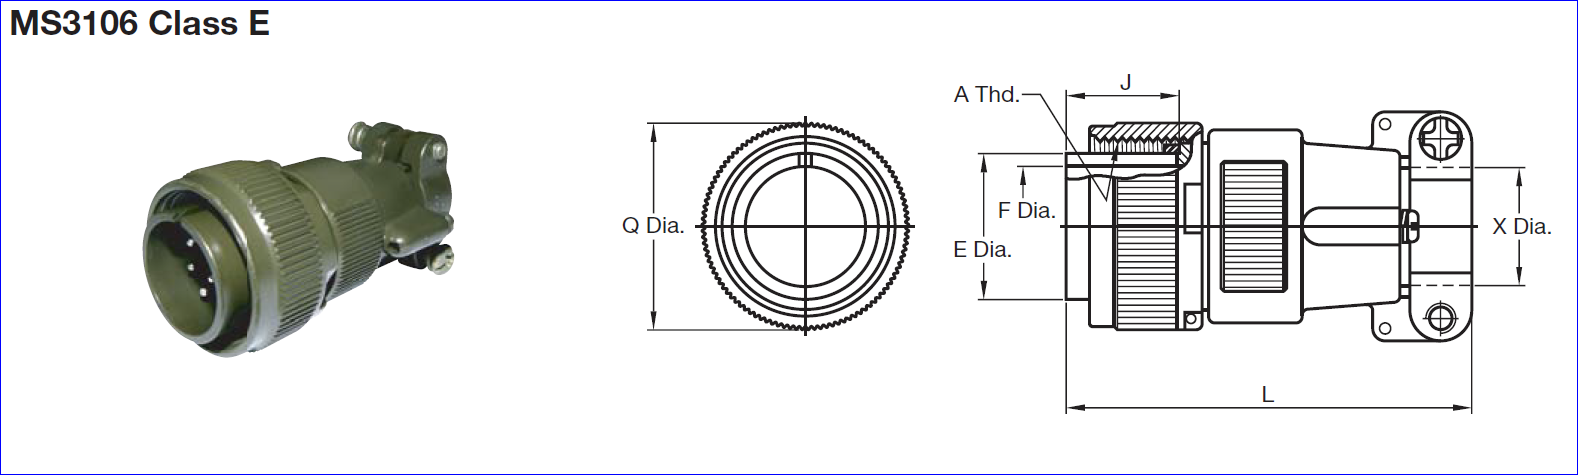 MS3106 Class E
J
A Thd.
Q Dia.
F Dia.
E Dia.
X Dia.
L